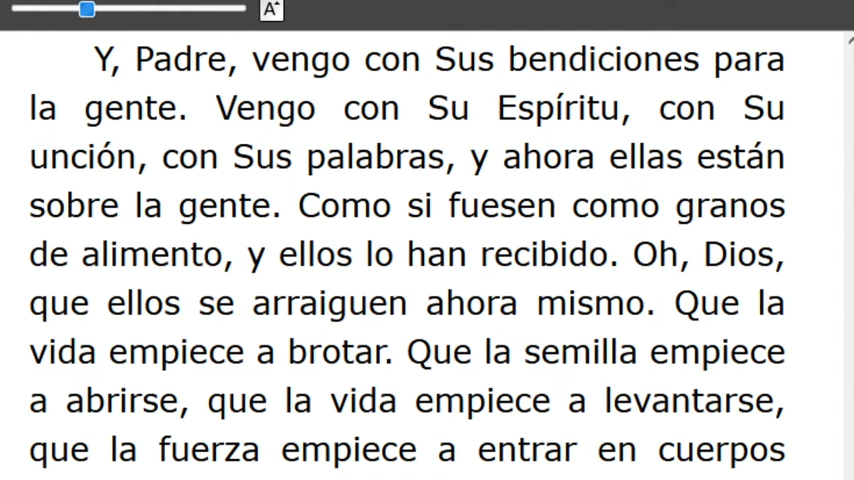 A
Y, Padre, vengo con Sus bendiciones para
la gente. Vengo con Su Espíritu, con Su
unción, con Sus palabras, y ahora ellas están
sobre la gente. Como si fuesen como granos
de alimento, y ellos lo han recibido. Oh, Dios,
que ellos se arraiguen ahora mismo. Que la
vida empiece a brotar. Que la semilla empiece
a abrirse, que la vida empiece a levantarse,
que la fuerza empiece a entrar en cuerpos